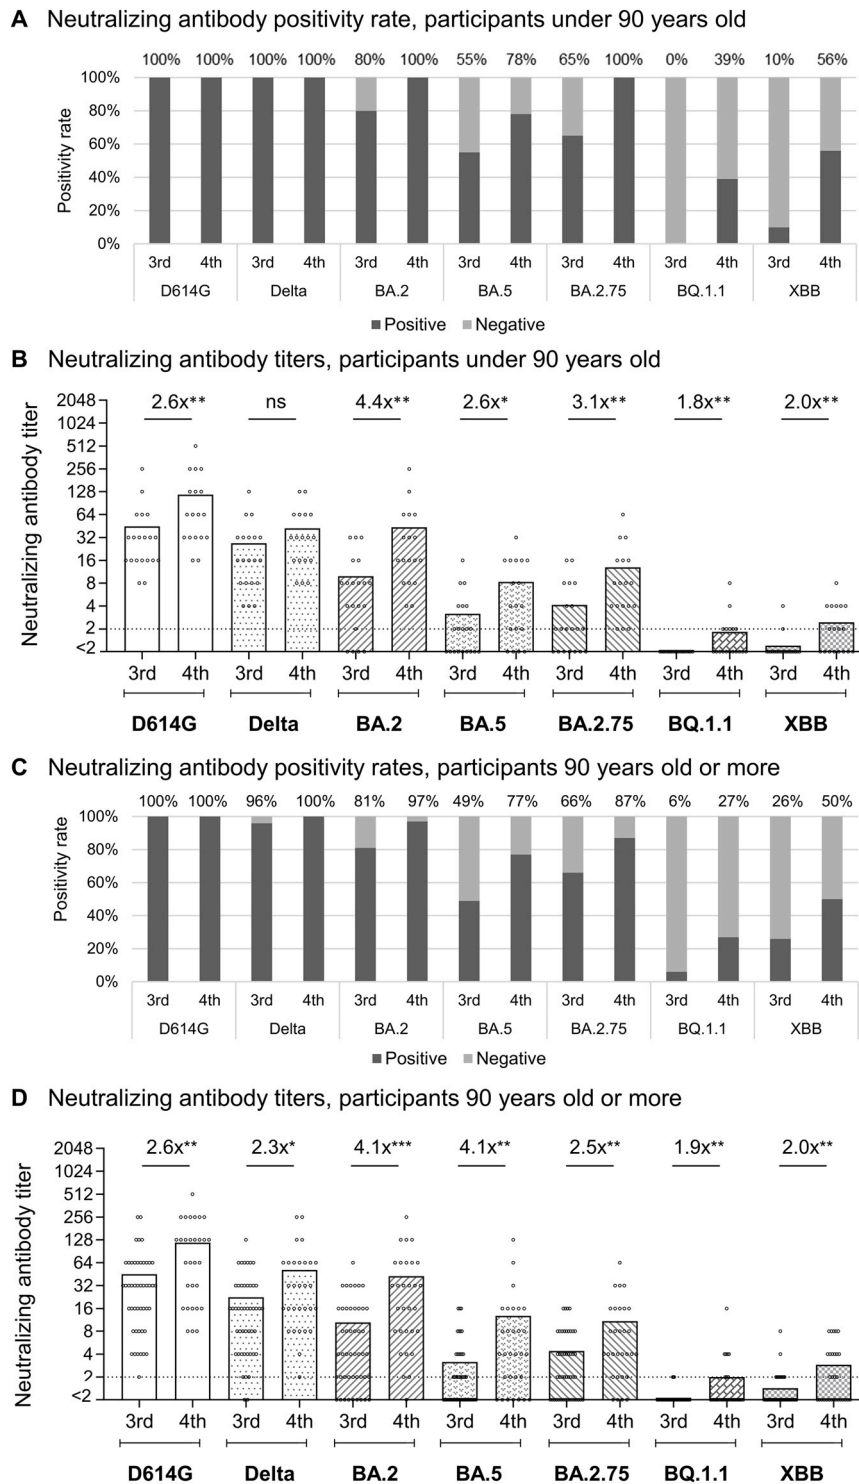 A Neutralizing antibody positivity rate, participants under 90 years old
100% 100% 100% 100% 80% 100% 55% 78% 65% 100% 0% 39% 10% 56%
Positivity rate
100%
80%
60%
40%
20%
0%
3rd 4th 3rd 4th 3rd 4th 3rd 4th 3rd 4th 3rd 4th 3rd 4th
D614G Delta BA.2 BA.5 BA.2.75 BQ.1.1 XBB
Positive Negative
B Neutralizing antibody titers, participants under 90 years old
2.6x** ns 4.4x** 2.6x* 3.1x** 1.8x** 2.0x**
Neutralizing antibody titer
2048
1024
512
256
128
64
32
16
8
4
2
<2
3rd 4th 3rd 4th 3rd 4th 3rd 4th 3rd 4th 3rd 4th 3rd 4th
D614G Delta BA.2 BA.5 BA.2.75 BQ.1.1 XBB
C Neutralizing antibody positivity rates, participants 90 years old or more
100% 100% 96% 100% 81% 97% 49% 77% 66% 87% 6% 27% 26% 50%
Positivity rate
100%
80%
60%
40%
20%
0%
3rd 4th 3rd 4th 3rd 4th 3rd 4th 3rd 4th 3rd 4th 3rd 4th
D614G Delta BA.2 BA.5 BA.2.75 BQ.1.1 XBB
Positive Negative
D Neutralizing antibody titers, participants 90 years old or more
2.6x** 2.3x* 4.1x*** 4.1x** 2.5x** 1.9x** 2.0x**
Neutralizing antibody titer
2048
1024
512
256
128
64
32
16
8
4
2
<2
3rd 4th 3rd 4th 3rd 4th 3rd 4th 3rd 4th 3rd 4th 3rd 4th
D614G Delta BA.2 BA.5 BA.2.75 BQ.1.1 XBB